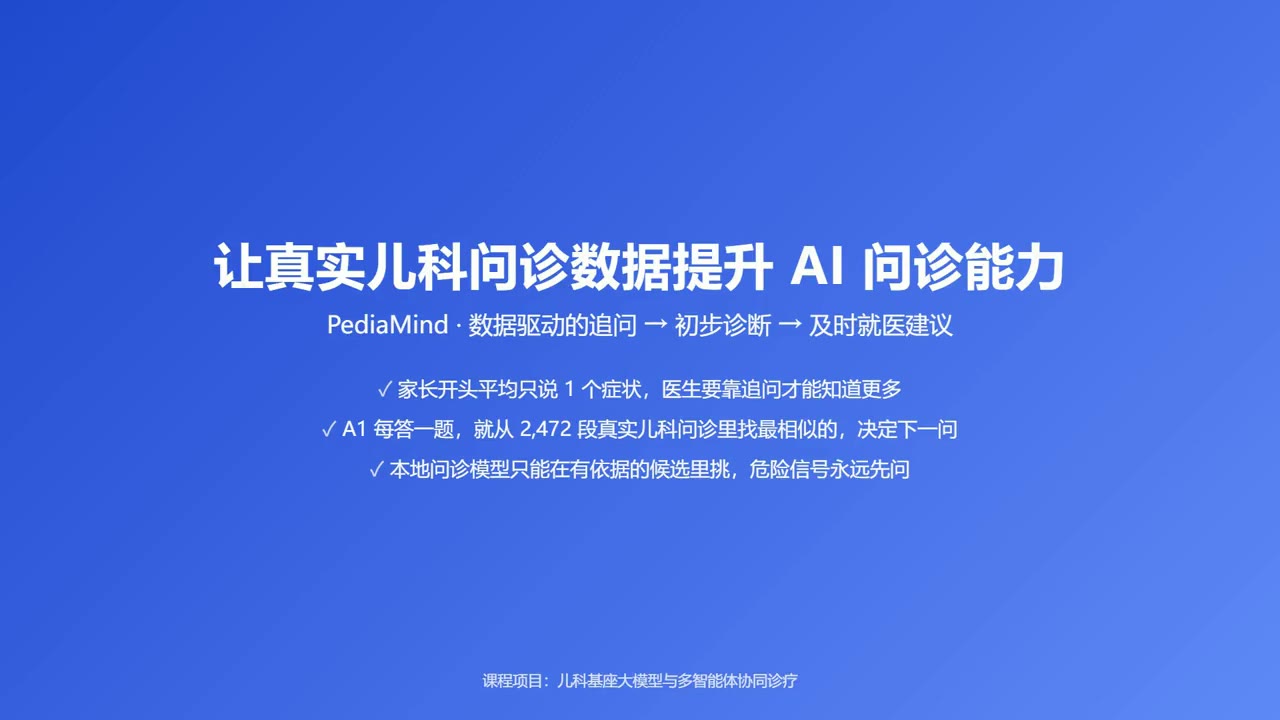 让真实儿科问诊数据提升 AI 问诊能力
PediaMind · 数据驱动的追问 → 初步诊断 → 及时就医建议
✓ 家长开头平均只说 1 个症状，医生要靠追问才能知道更多
✓ A1 每答一题，就从 2,472 段真实儿科问诊里找最相似的，决定下一问
✓ 本地问诊模型只能在有依据的候选里挑，危险信号永远先问
课程项目：儿科基座大模型与多智能体协同诊疗